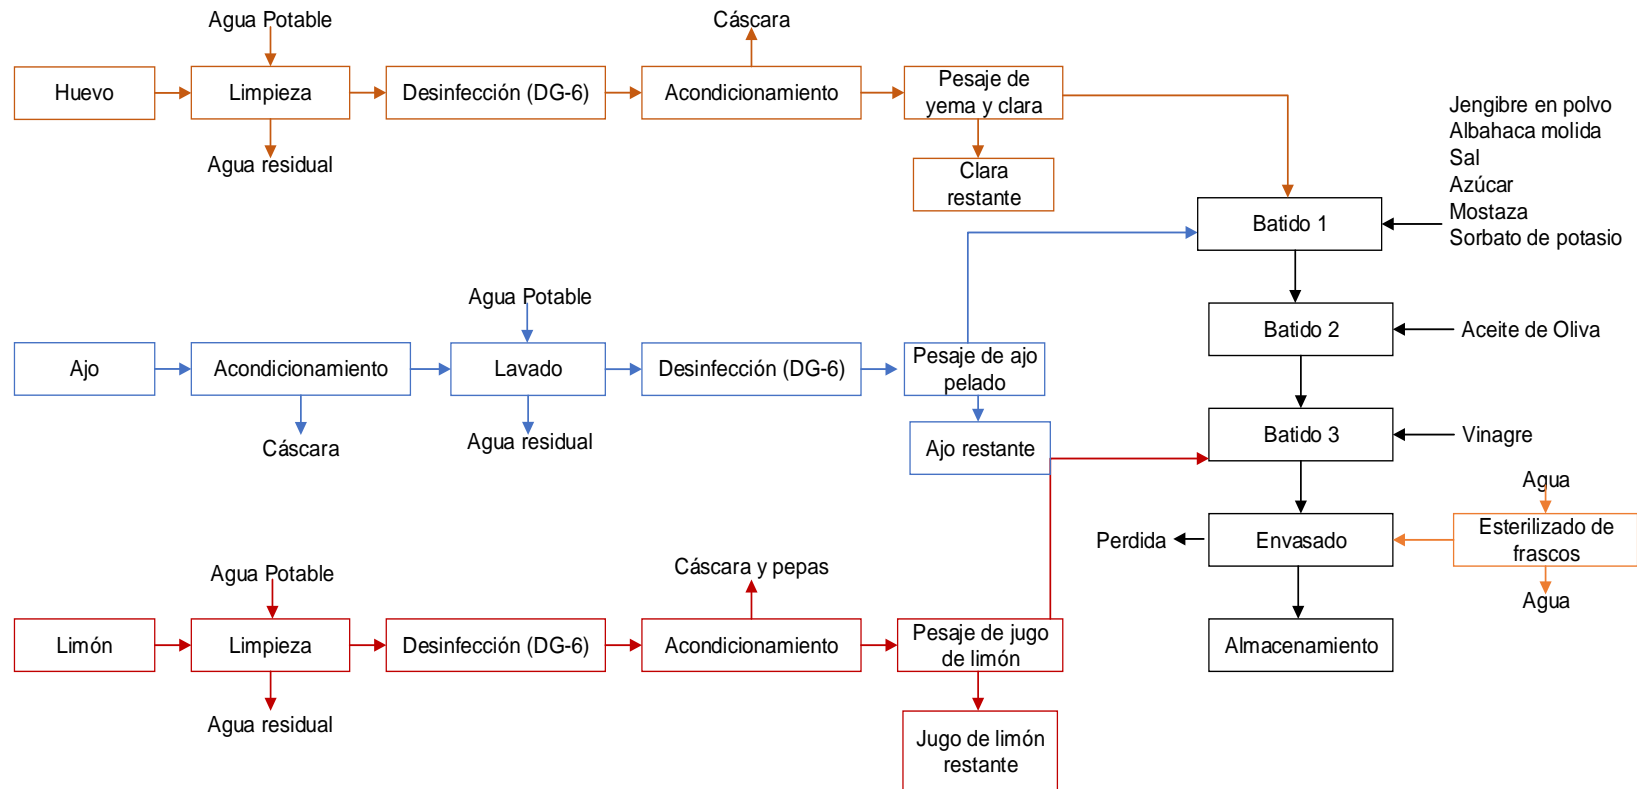 Agua Potable
Cáscara
Huevo
Limpieza
Desinfección (DG-6)
Acondicionamiento
Pesaje de
yema y clara
Agua residual
Clara
restante
Jengibre en polvo
Albahaca molida
Sal
Azúcar
Mostaza
Sorbato de potasio
Batido 1
Agua Potable
Ajo
Acondicionamiento
Lavado
Desinfección (DG-6)
Pesaje de ajo
pelado
Cáscara
Agua residual
Ajo restante
Batido 2
Aceite de Oliva
Batido 3
Vinagre
Agua
Perdida
Envasado
Esterilizado de
frascos
Agua
Agua Potable
Cáscara y pepas
Limón
Limpieza
Desinfección (DG-6)
Acondicionamiento
Pesaje de jugo
de limón
Almacenamiento
Agua residual
Jugo de limón
restante